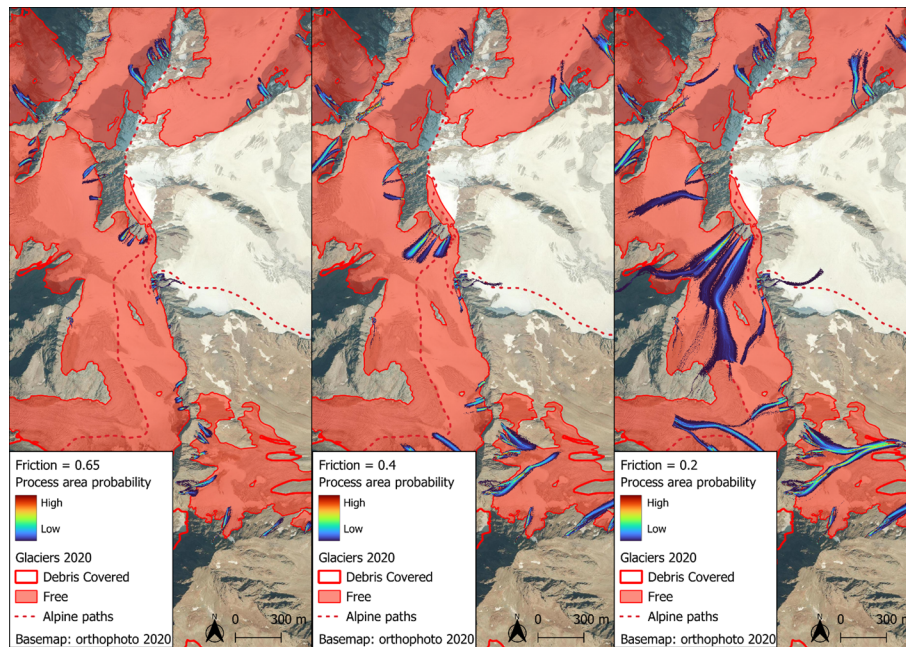 Friction = 0.65
Process area probability
High
Low
Glaciers 2020
Debris Covered
Free
Alpine paths
Basemap: orthophoto 2020
N
0 300 m
Friction = 0.4
Process area probability
High
Low
Glaciers 2020
Debris Covered
Free
Alpine paths
Basemap: orthophoto 2020
N
0 300 m
Friction = 0.2
Process area probability
High
Low
Glaciers 2020
Debris Covered
Free
Alpine paths
Basemap: orthophoto 2020
N
0 300 m